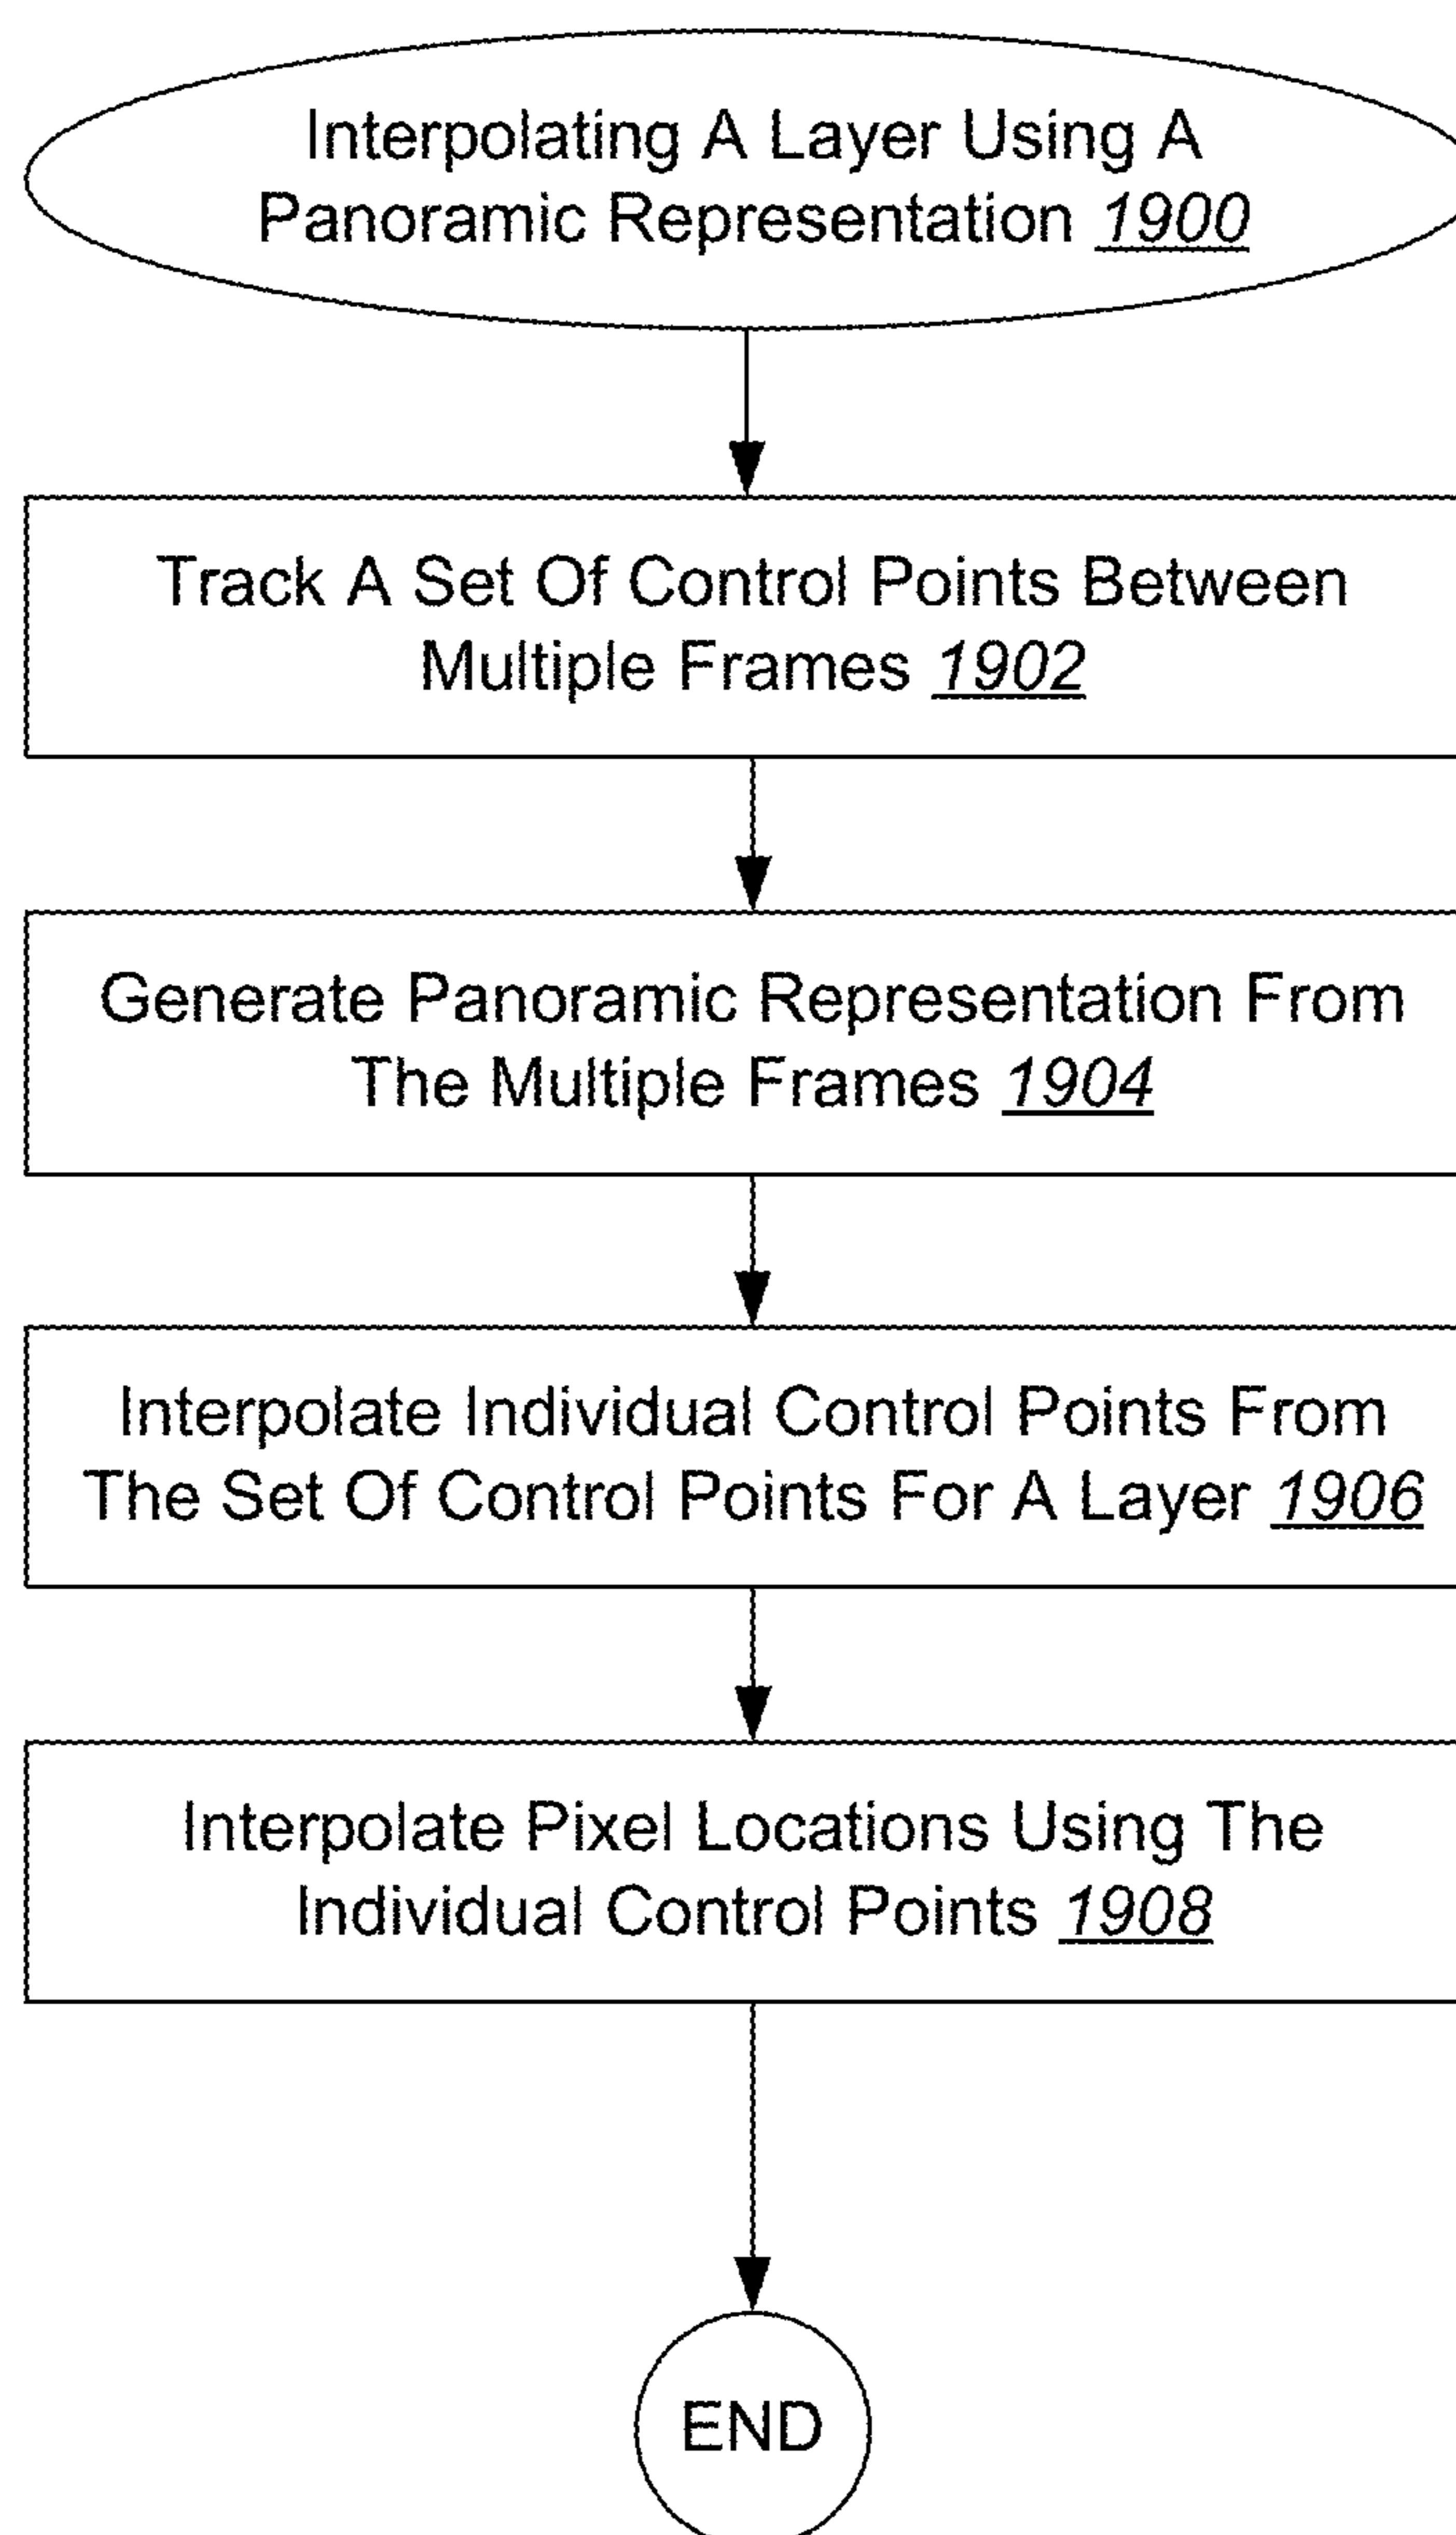 Interpolating A Layer Using A
Panoramic Representation 1900
Track A Set Of Control Points Between
Multiple Frames 1902
Generate Panoramic Representation From
The Multiple Frames 1904
Interpolate Individual Control Points From
The Set Of Control Points For A Layer 1906
Interpolate Pixel Locations Using The
Individual Control Points 1908
END